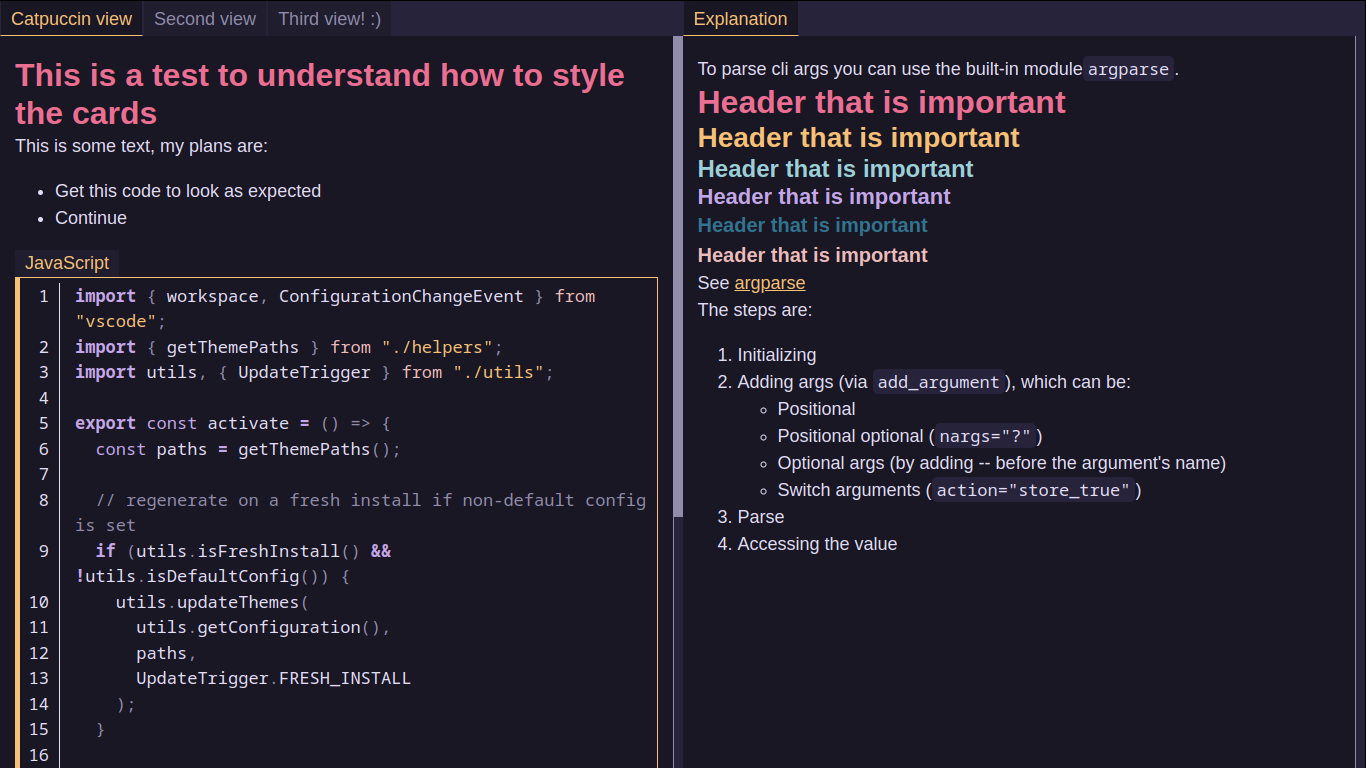 Catpuccin view
Second view
Third view! :)
This is a test to understand how to style
the cards
This is some text, my plans are:
• Get this code to look as expected
• Continue
JavaScript
1 import { workspace, ConfigurationChangeEvent } from
"vscode";
2 import { getThemePaths } from "./helpers";
3 import utils, { UpdateTrigger } from "./utils";
4
5 export const activate = () => {
6   const paths = getThemePaths();
7
8   // regenerate on a fresh install if non-default config
is set
9   if (utils.isFreshInstall() &&
!utils.isDefaultConfig()) {
10     utils.updateThemes(
11       utils.getConfiguration(),
12       paths,
13       UpdateTrigger.FRESH_INSTALL
14     );
15   }
16
Explanation
To parse cli args you can use the built-in module argparse.
Header that is important
Header that is important
Header that is important
Header that is important
Header that is important
Header that is important
See argparse
The steps are:
1. Initializing
2. Adding args (via add_argument), which can be:
◦ Positional
◦ Positional optional (nargs="?")
◦ Optional args (by adding -- before the argument's name)
◦ Switch arguments (action="store_true")
3. Parse
4. Accessing the value